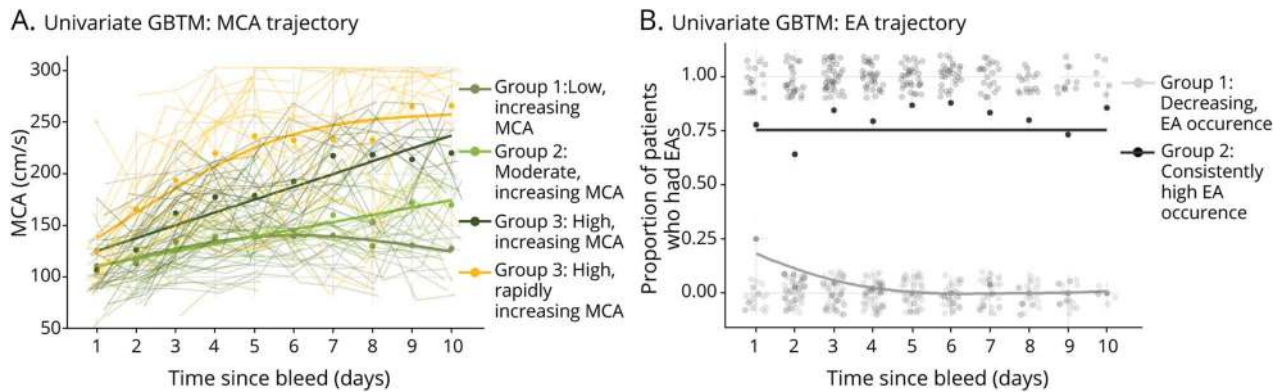 A. Univariate GBTM: MCA trajectory
300
250
200
150
100
50
MCA (cm/s)
1 2 3 4 5 6 7 8 9 10
Time since bleed (days)
Group 1:Low,
increasing
MCA
Group 2:
Moderate,
increasing MCA
Group 3: High,
increasing MCA
Group 3: High,
rapidly
increasing MCA
B. Univariate GBTM: EA trajectory
1.00
0.75
0.50
0.25
0.00
Proportion of patients
who had EAs
1 2 3 4 5 6 7 8 9 10
Time since bleed (days)
Group 1:
Decreasing,
EA occurence
Group 2:
Consistently
high EA
occurence